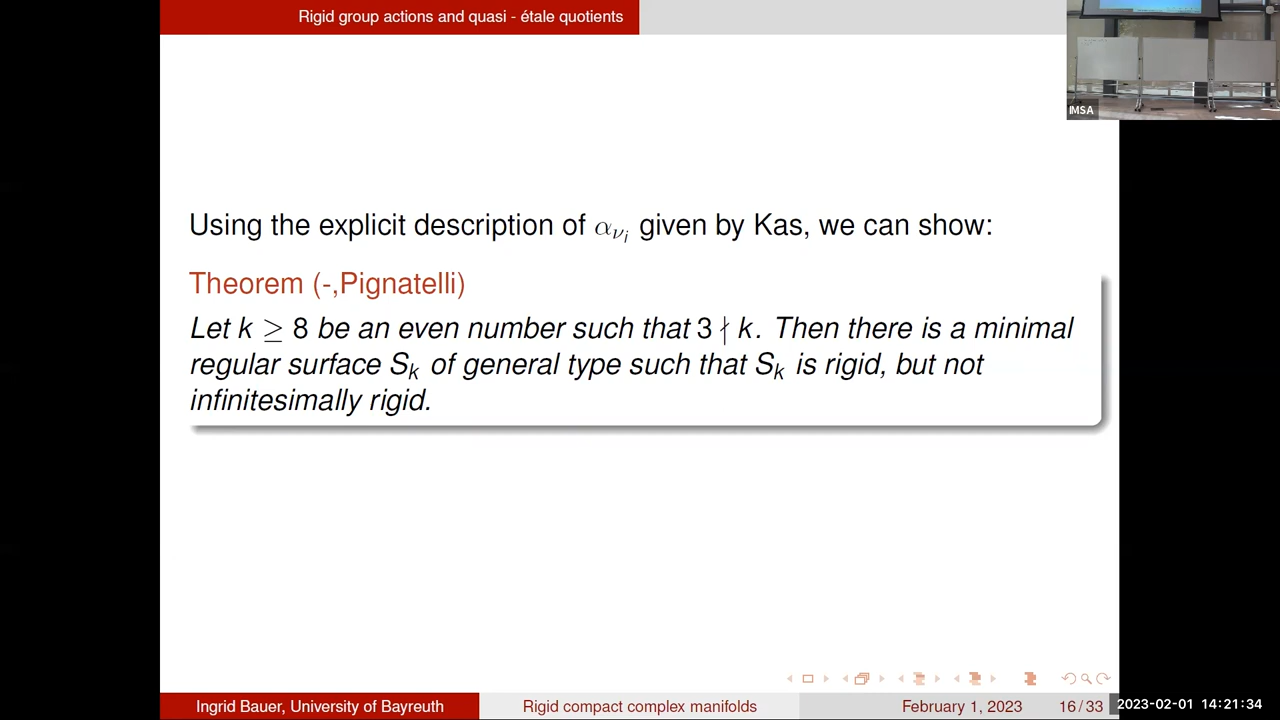 Rigid group actions and quasi - étale quotients
IMSA
Using the explicit description of α_{ν_i} given by Kas, we can show:
Theorem (-,Pignatelli)
Let k ≥ 8 be an even number such that 3 ∤ k. Then there is a minimal
regular surface S_k of general type such that S_k is rigid, but not
infinitesimally rigid.
Ingrid Bauer, University of Bayreuth
Rigid compact complex manifolds
February 1, 2023
16 / 33
2023-02-01 14:21:34